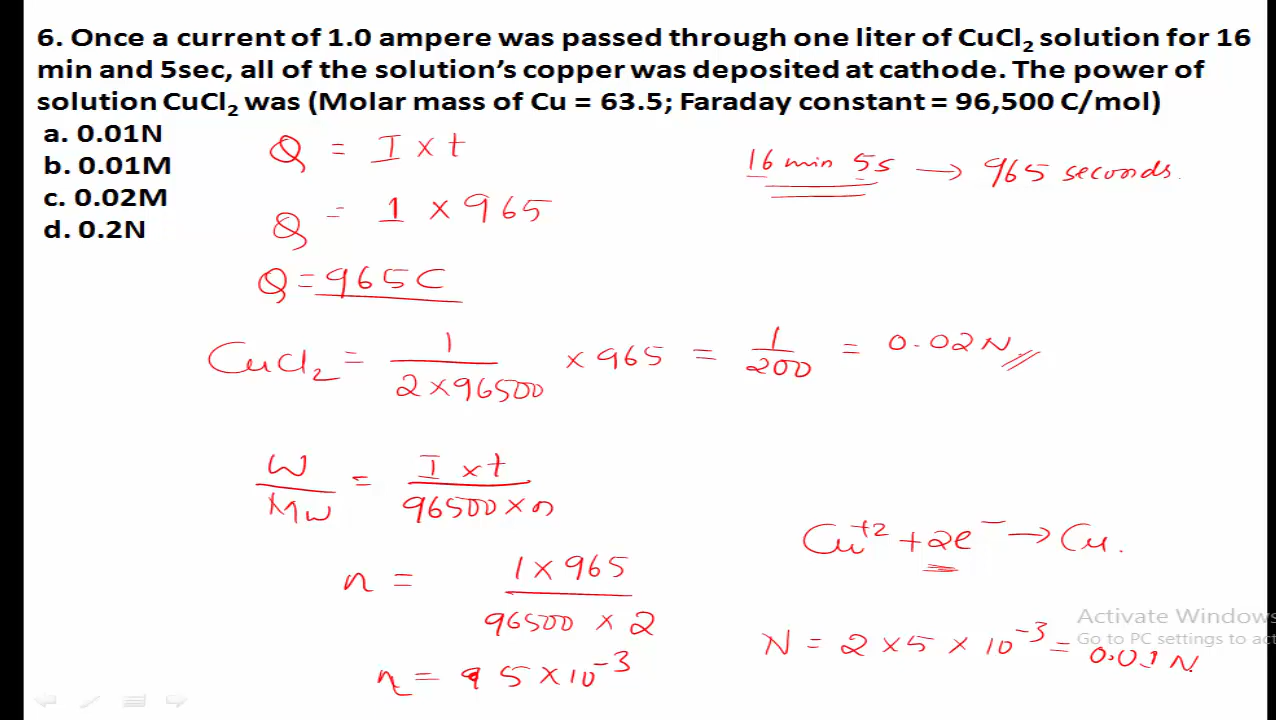 6. Once a current of 1.0 ampere was passed through one liter of CuCl₂ solution for 16
min and 5sec, all of the solution's copper was deposited at cathode. The power of
solution CuCl₂ was (Molar mass of Cu = 63.5; Faraday constant = 96,500 C/mol)
a. 0.01N
b. 0.01M
c. 0.02M
d. 0.2N
Q = I x t
16 min 5s → 965 seconds.
Q = 1 x 965
Q = 965C
CuCl₂ = 1 / 2 x 96500 x 965 = 1 / 200 = 0.02 N
W / Mw = I x t / 96500 x n
Cu⁺² + 2e⁻ → Cu.
n = 1 x 965 / 96500 x 2
N = 2 x 5 x 10⁻³ = 0.01 N
n = 5 x 10⁻³
Activate Windows
Go to PC settings to act